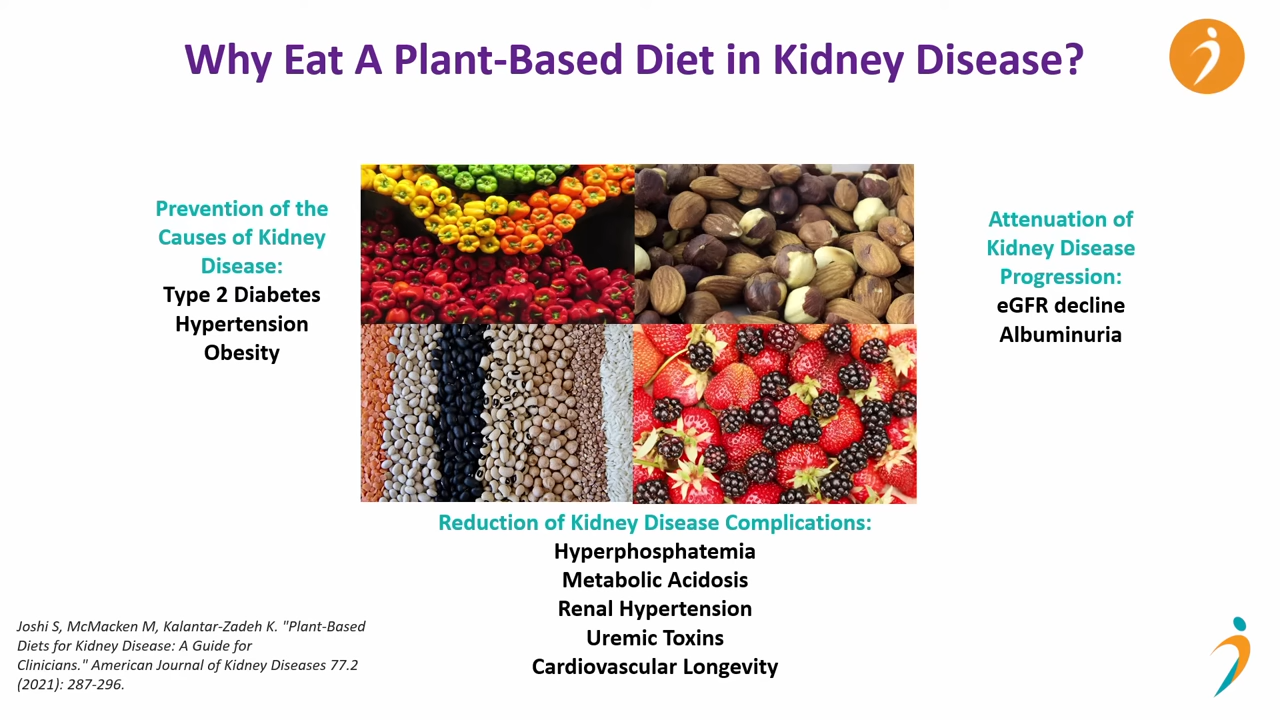 Why Eat A Plant-Based Diet in Kidney Disease?
Prevention of the
Causes of Kidney
Disease:
Type 2 Diabetes
Hypertension
Obesity
Attenuation of
Kidney Disease
Progression:
eGFR decline
Albuminuria
Reduction of Kidney Disease Complications:
Hyperphosphatemia
Metabolic Acidosis
Renal Hypertension
Uremic Toxins
Cardiovascular Longevity
Joshi S, McMacken M, Kalantar-Zadeh K. "Plant-Based
Diets for Kidney Disease: A Guide for
Clinicians." American Journal of Kidney Diseases 77.2
(2021): 287-296.